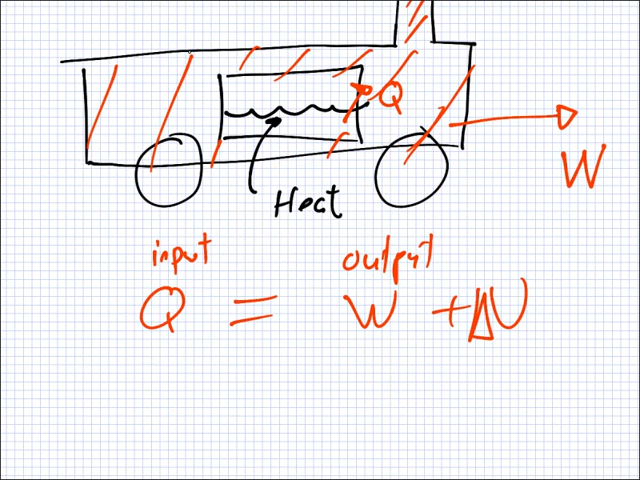 Q
W
Heat
input output
Q = W + ΔU